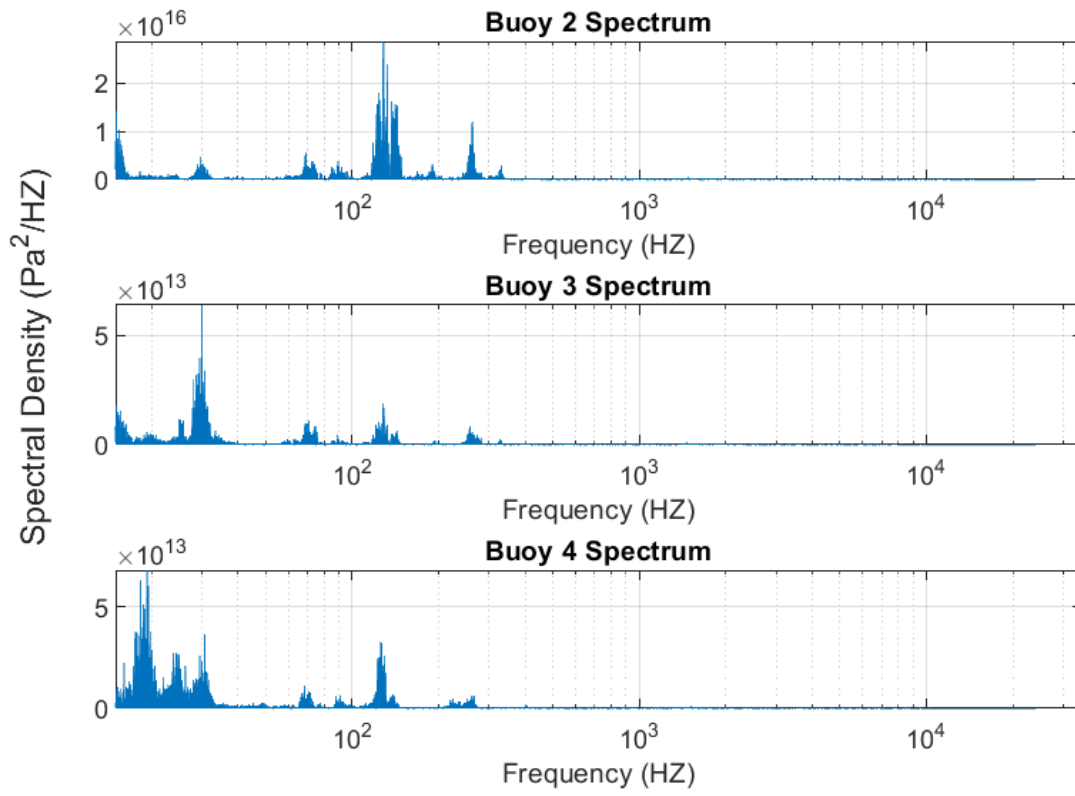 Buoy 2 Spectrum
×10^16
2
1
0
10^2
10^3
10^4
Frequency (HZ)
Buoy 3 Spectrum
×10^13
5
0
10^2
10^3
10^4
Frequency (HZ)
Buoy 4 Spectrum
×10^13
5
0
10^2
10^3
10^4
Frequency (HZ)
Spectral Density (Pa^2/HZ)